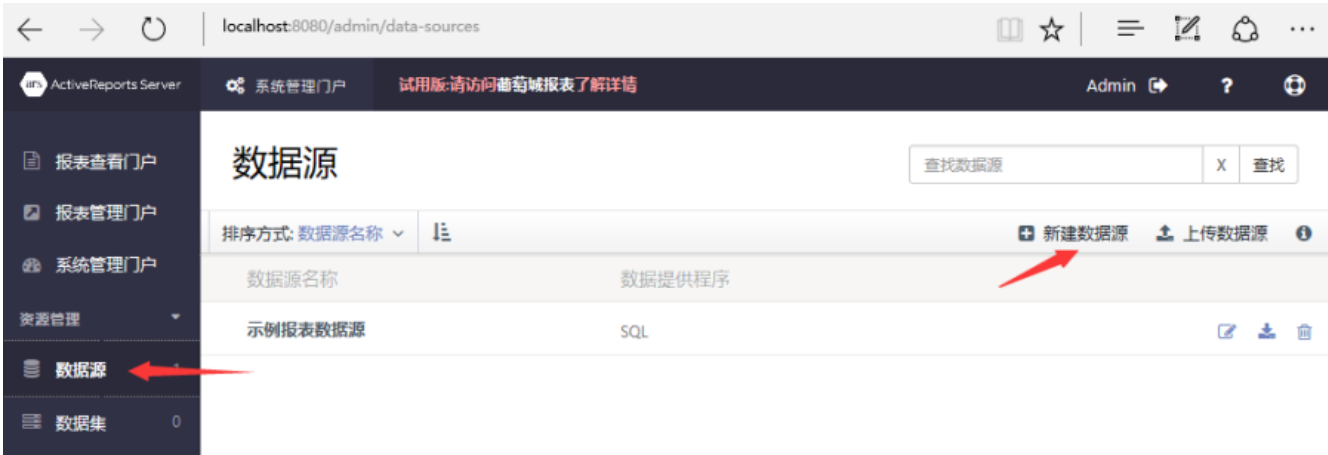 localhost:8080/admin/data-sources
ars ActiveReports Server 系统管理门户 试用版:请访问葡萄城报表了解详情 Admin ?
报表查看门户
报表管理门户
系统管理门户
资源管理
数据源
数据集 0
数据源
查找数据源 X 查找
排序方式: 数据源名称 新建数据源 上传数据源
数据源名称 数据提供程序
示例报表数据源 SQL